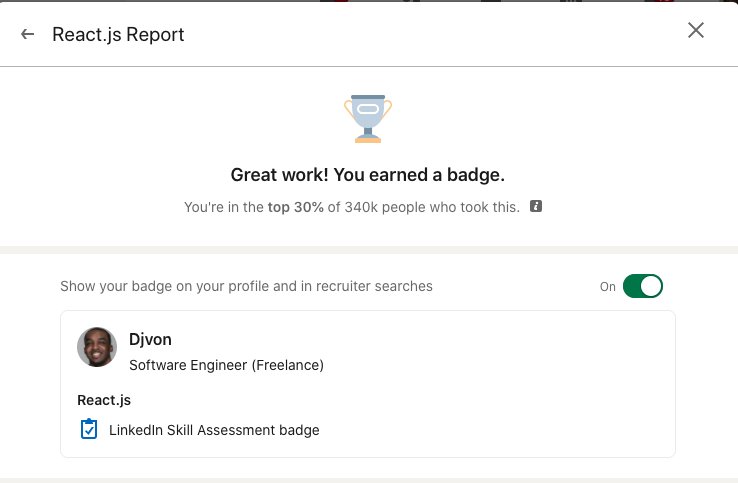 React.js Report
Great work! You earned a badge.
You're in the top 30% of 340k people who took this.
Show your badge on your profile and in recruiter searches
On
Djvon
Software Engineer (Freelance)
React.js
LinkedIn Skill Assessment badge